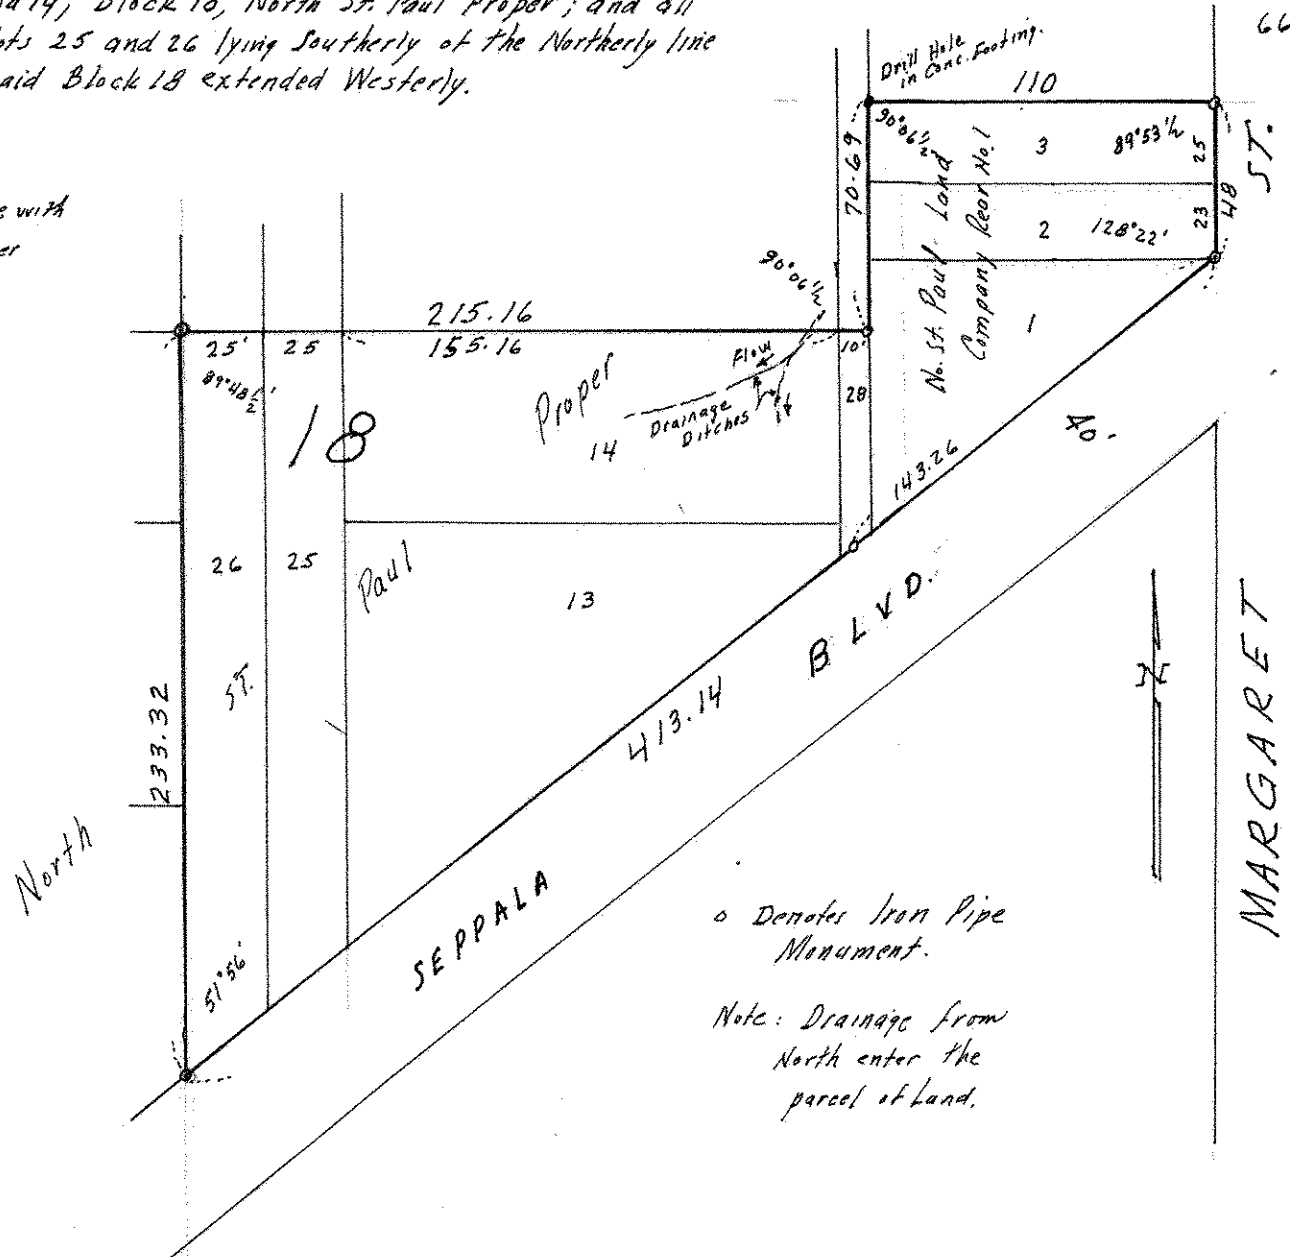 14, Block 18, North St. Paul Proper; and all
25 and 26 lying Southerly of the Northerly line
said Block 18 extended Westerly.
66
Drill Hole
in Conc. Footing.
110
90°06½'
3
89°53½
25
ST.
70.69
No. St. Paul Land
Company Rear No. 1
2
128°22'
23
48
with
90°06½
215.16
25'
25
155.16
10'
1
89°48½'
18
Proper
14
Flow
Drainage
Ditches
28
143.26
40.
26
25
Paul
13
ST.
BLVD.
N
233.32
413.14
MARGARET
North
SEPPALA
51°56'
o Denotes Iron Pipe
Monument.
Note: Drainage from
North enter the
parcel of Land.